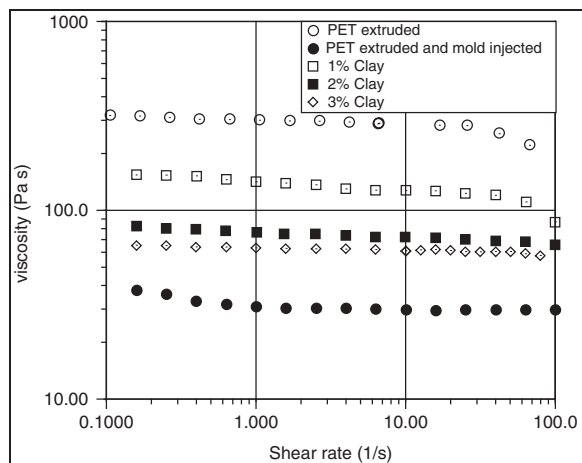 1000
PET extruded
PET extruded and mold injected
1% Clay
2% Clay
3% Clay
100.0
viscosity (Pa s)
10.00
0.1000 1.000 10.00 100.0
Shear rate (1/s)